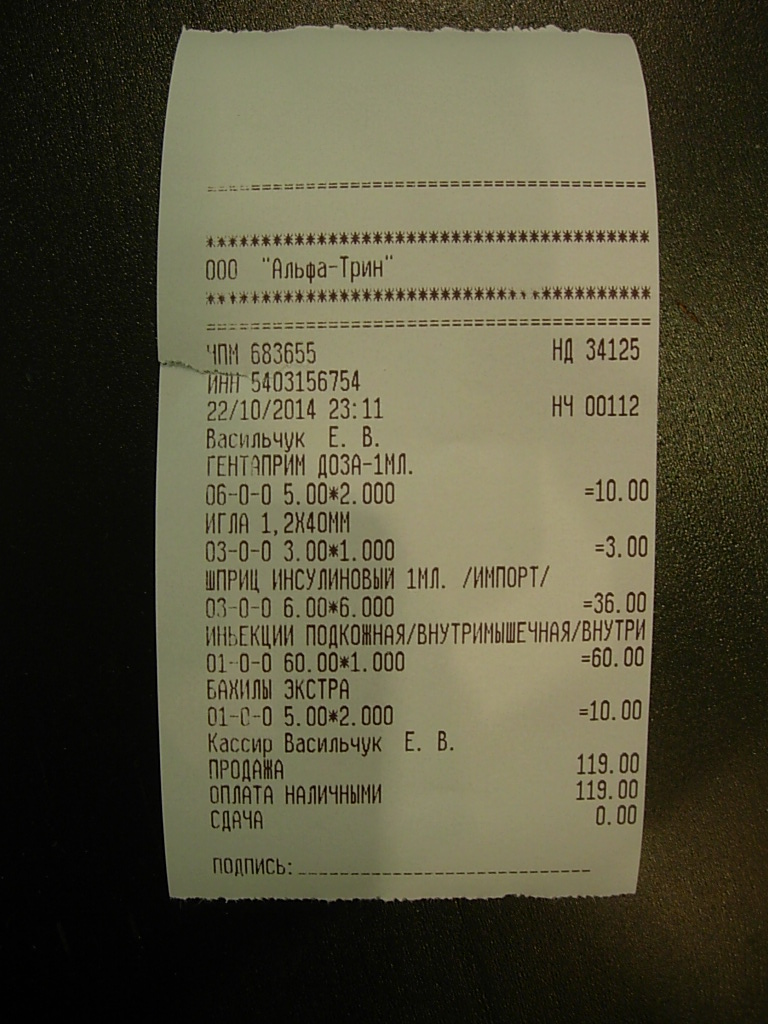 ==========================================
****************************************
ООО "Альфа-Трин"
****************************************
==========================================
ЧПМ 683655 НД 34125
ИНН 5403156754
22/10/2014 23:11 НЧ 00112
Васильчук Е. В.
ГЕНТАПРИМ ДОЗА-1МЛ.
06-0-0 5.00*2.000 =10.00
ИГЛА 1,2Х40ММ
03-0-0 3.00*1.000 =3.00
ШПРИЦ ИНСУЛИНОВЫЙ 1МЛ. /ИМПОРТ/
03-0-0 6.00*6.000 =36.00
ИНЬЕКЦИИ ПОДКОЖНАЯ/ВНУТРИМЫШЕЧНАЯ/ВНУТРИ
01-0-0 60.00*1.000 =60.00
БАХИЛЫ ЭКСТРА
01-0-0 5.00*2.000 =10.00
Кассир Васильчук Е. В.
ПРОДАЖА 119.00
ОПЛАТА НАЛИЧНЫМИ 119.00
СДАЧА 0.00
ПОДПИСЬ:___________________________